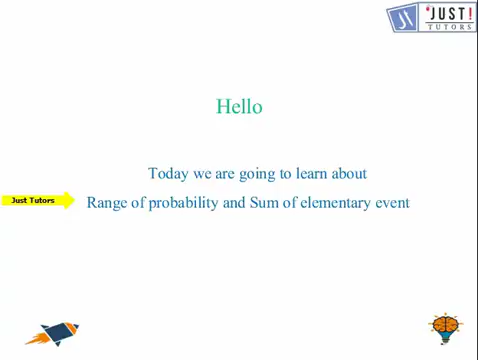 JUST!
TUTORS
Hello
Today we are going to learn about
Just Tutors
Range of probability and Sum of elementary event